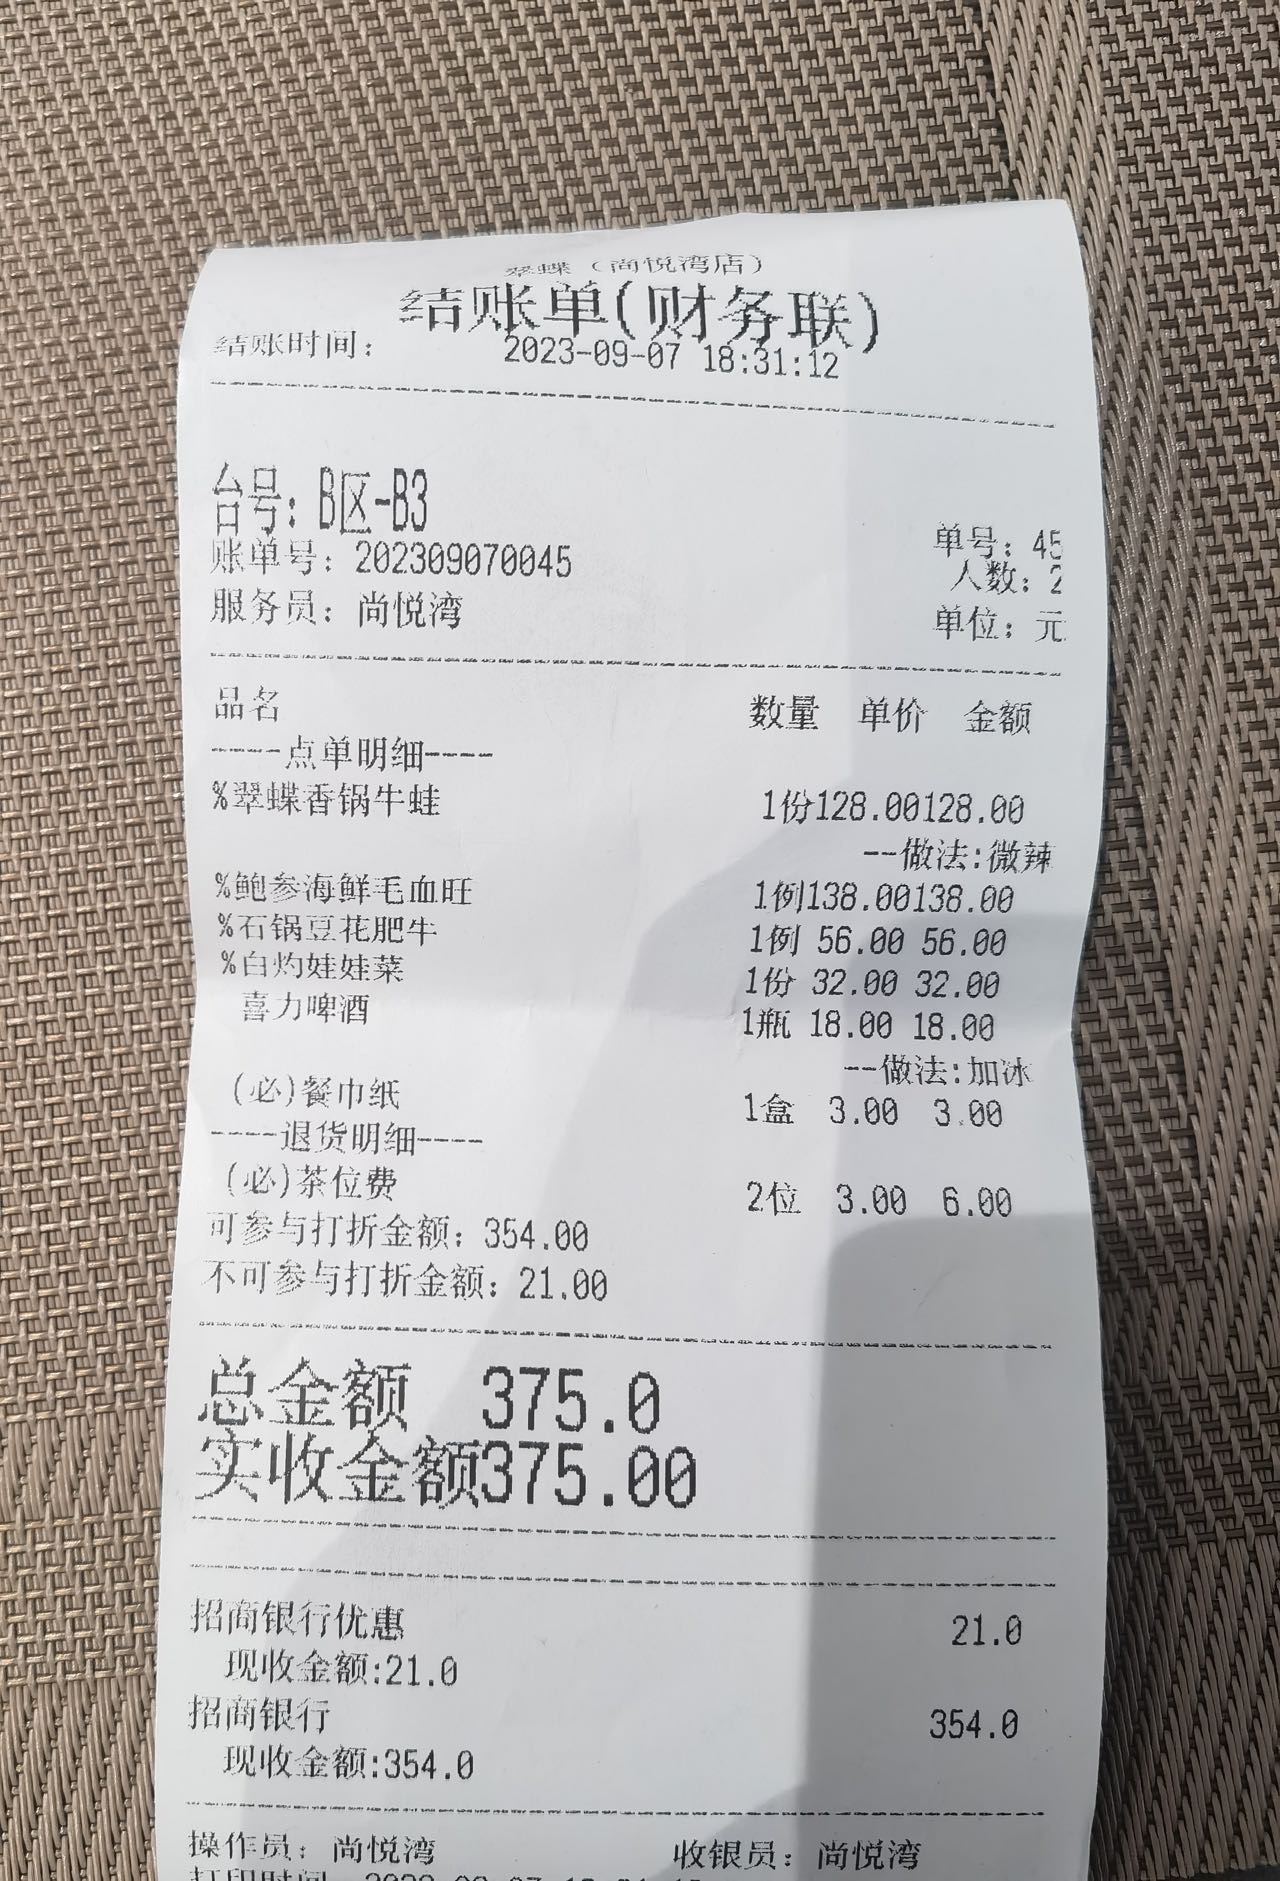 翠蝶（尚悦湾店）
结账单(财务联)
结账时间： 2023-09-07 18:31:12
台号：B区-B3
账单号：202309070045 单号：45
人数：2
服务员：尚悦湾 单位：元
品名 数量 单价 金额
----点单明细----
%翠蝶香锅牛蛙 1份128.00128.00
--做法:微辣
%鲍参海鲜毛血旺 1例138.00138.00
%石锅豆花肥牛 1例 56.00 56.00
%白灼娃娃菜 1份 32.00 32.00
喜力啤酒 1瓶 18.00 18.00
--做法:加冰
(必)餐巾纸 1盒 3.00 3.00
----退货明细----
(必)茶位费 2位 3.00 6.00
可参与打折金额：354.00
不可参与打折金额：21.00
总金额 375.0
实收金额375.00
招商银行优惠 21.0
现收金额:21.0
招商银行 354.0
现收金额:354.0
操作员：尚悦湾 收银员：尚悦湾
打印时间